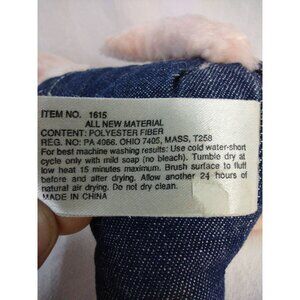 ITEM NO. 1615
ALL NEW MATERIAL
CONTENT: POLYESTER FIBER
REG. NO: PA 4066. OHIO 7405, MASS, T258
For best machine washing results: Use cold water-short
cycle only with mild soap (no bleach). Tumble dry at
low heat 15 minutes maximum. Brush surface to fluff
before and after drying. Allow another 24 hours of
natural air drying. Do not dry clean.
MADE IN CHINA